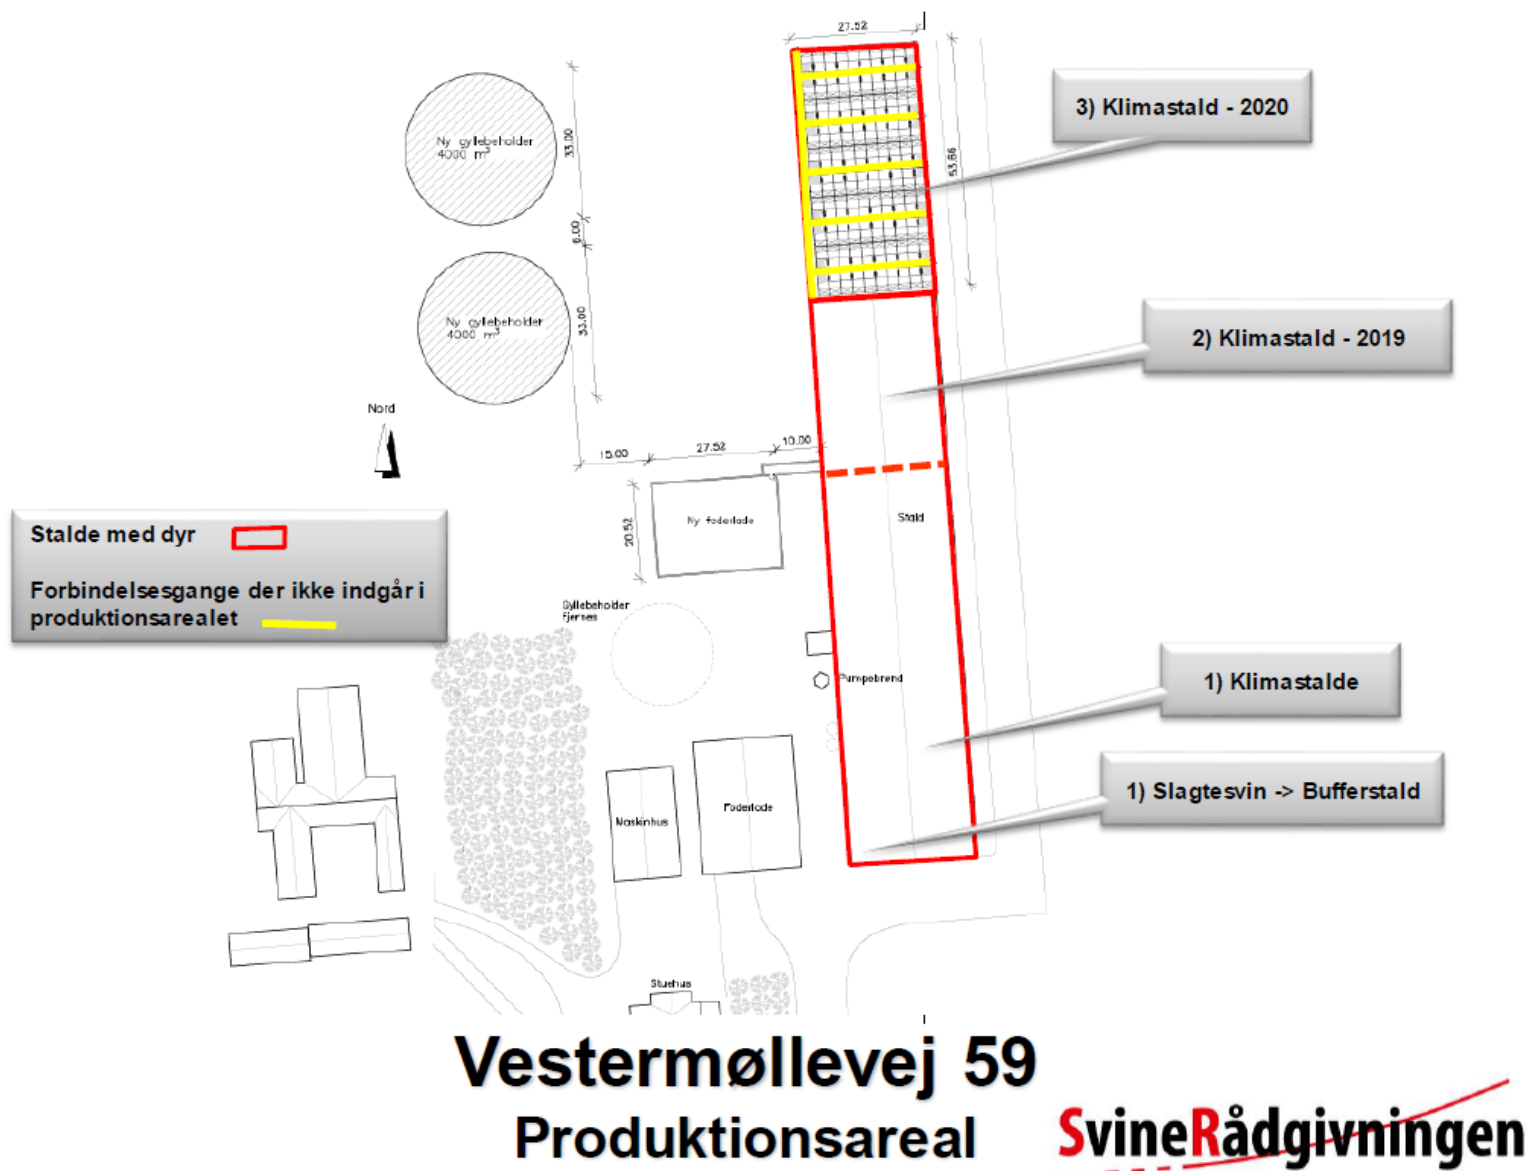 27.52
3) Klimastald - 2020
Ny gyllebeholder
4000 m³
33.00
53.66
6.00
Ny gyllebeholder
4000 m³
33.00
2) Klimastald - 2019
Nord
15.00
27.52
10.00
Stalde med dyr
Forbindelsesgange der ikke indgår i
produktionsarealet
20.52
Ny foderlade
Stald
Gyllebeholder
fjernes
Pumpebrønd
1) Klimastalde
1) Slagtesvin -> Bufferstald
Maskinhus
Foderlade
Stuehus
Vestermøllevej 59
Produktionsareal
SvineRådgivningen